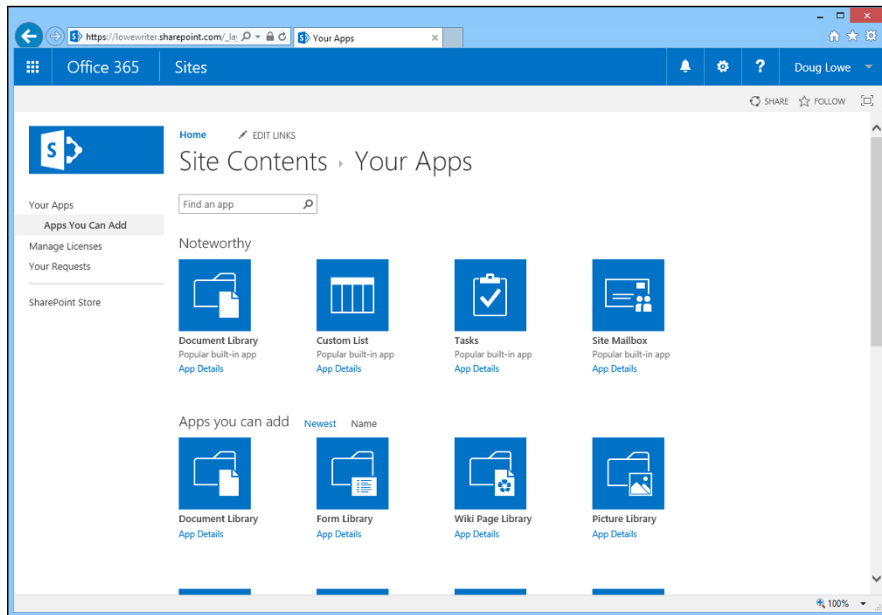 https://lowewriter.sharepoint.com/_la
Your Apps
Office 365
Sites
?
Doug Lowe
SHARE
FOLLOW
S
Home
EDIT LINKS
Site Contents › Your Apps
Find an app
Your Apps
Apps You Can Add
Manage Licenses
Your Requests
SharePoint Store
Noteworthy
Document Library
Popular built-in app
App Details
Custom List
Popular built-in app
App Details
Tasks
Popular built-in app
App Details
Site Mailbox
Popular built-in app
App Details
Apps you can add
Newest
Name
Document Library
App Details
Form Library
App Details
Wiki Page Library
App Details
Picture Library
App Details
100%